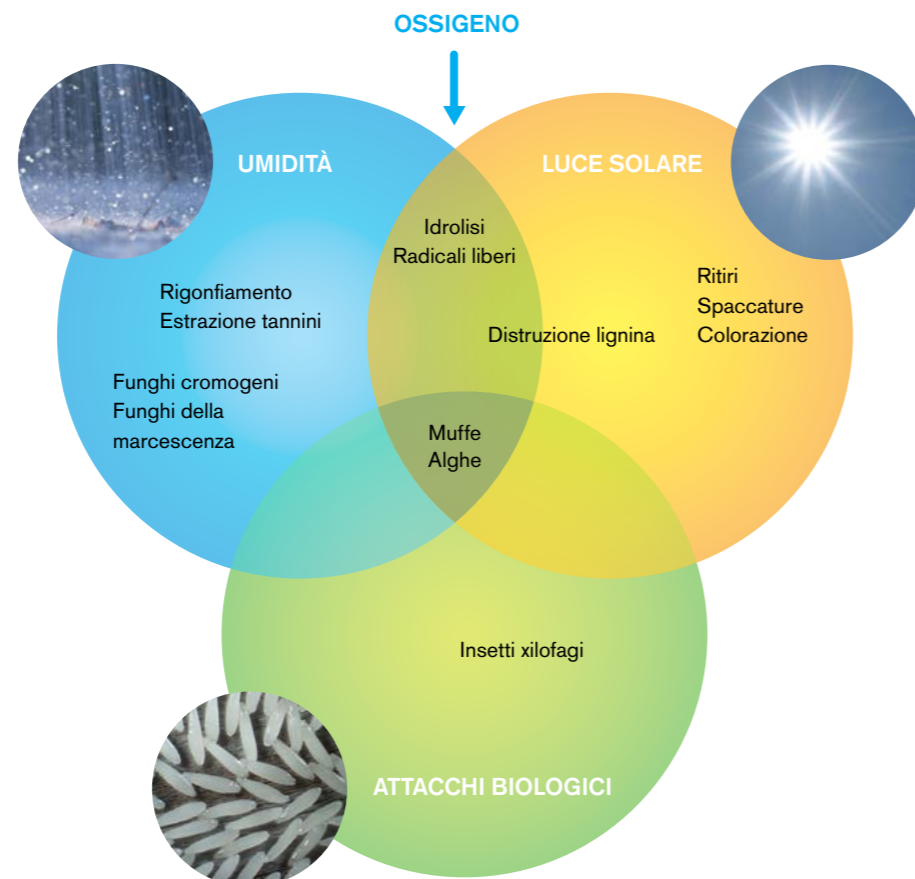 OSSIGENO
UMIDITÀ
LUCE SOLARE
Idrolisi
Radicali liberi
Rigonfiamento
Estrazione tannini
Ritiri
Spaccature
Colorazione
Distruzione lignina
Funghi cromogeni
Funghi della
marcescenza
Muffe
Alghe
Insetti xilofagi
ATTACCHI BIOLOGICI